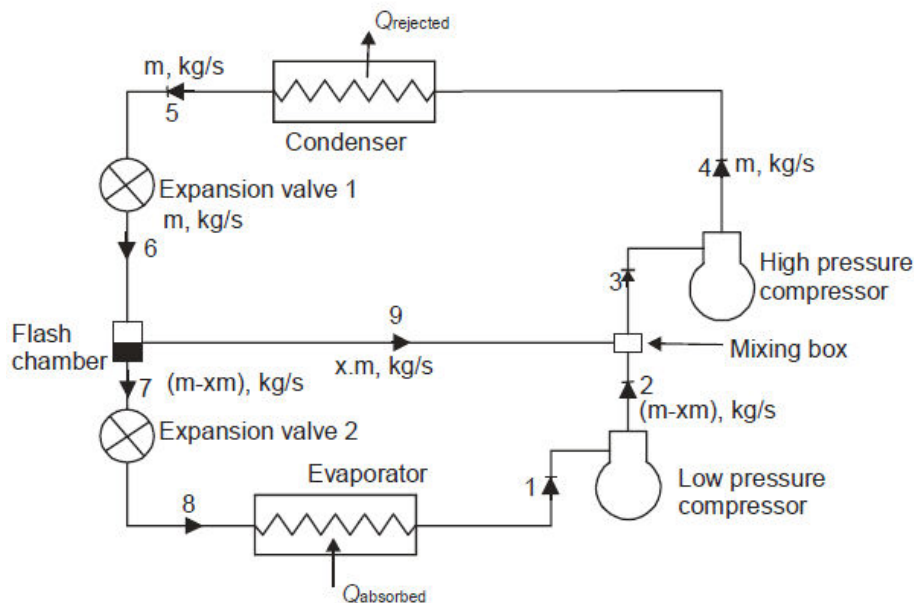 Qrejected
m, kg/s
5
Condenser
4
m, kg/s
Expansion valve 1
m, kg/s
6
High pressure
compressor
3
9
Flash
chamber
Mixing box
x.m, kg/s
7
(m-xm), kg/s
2
(m-xm), kg/s
Expansion valve 2
Evaporator
Low pressure
compressor
1
8
Qabsorbed